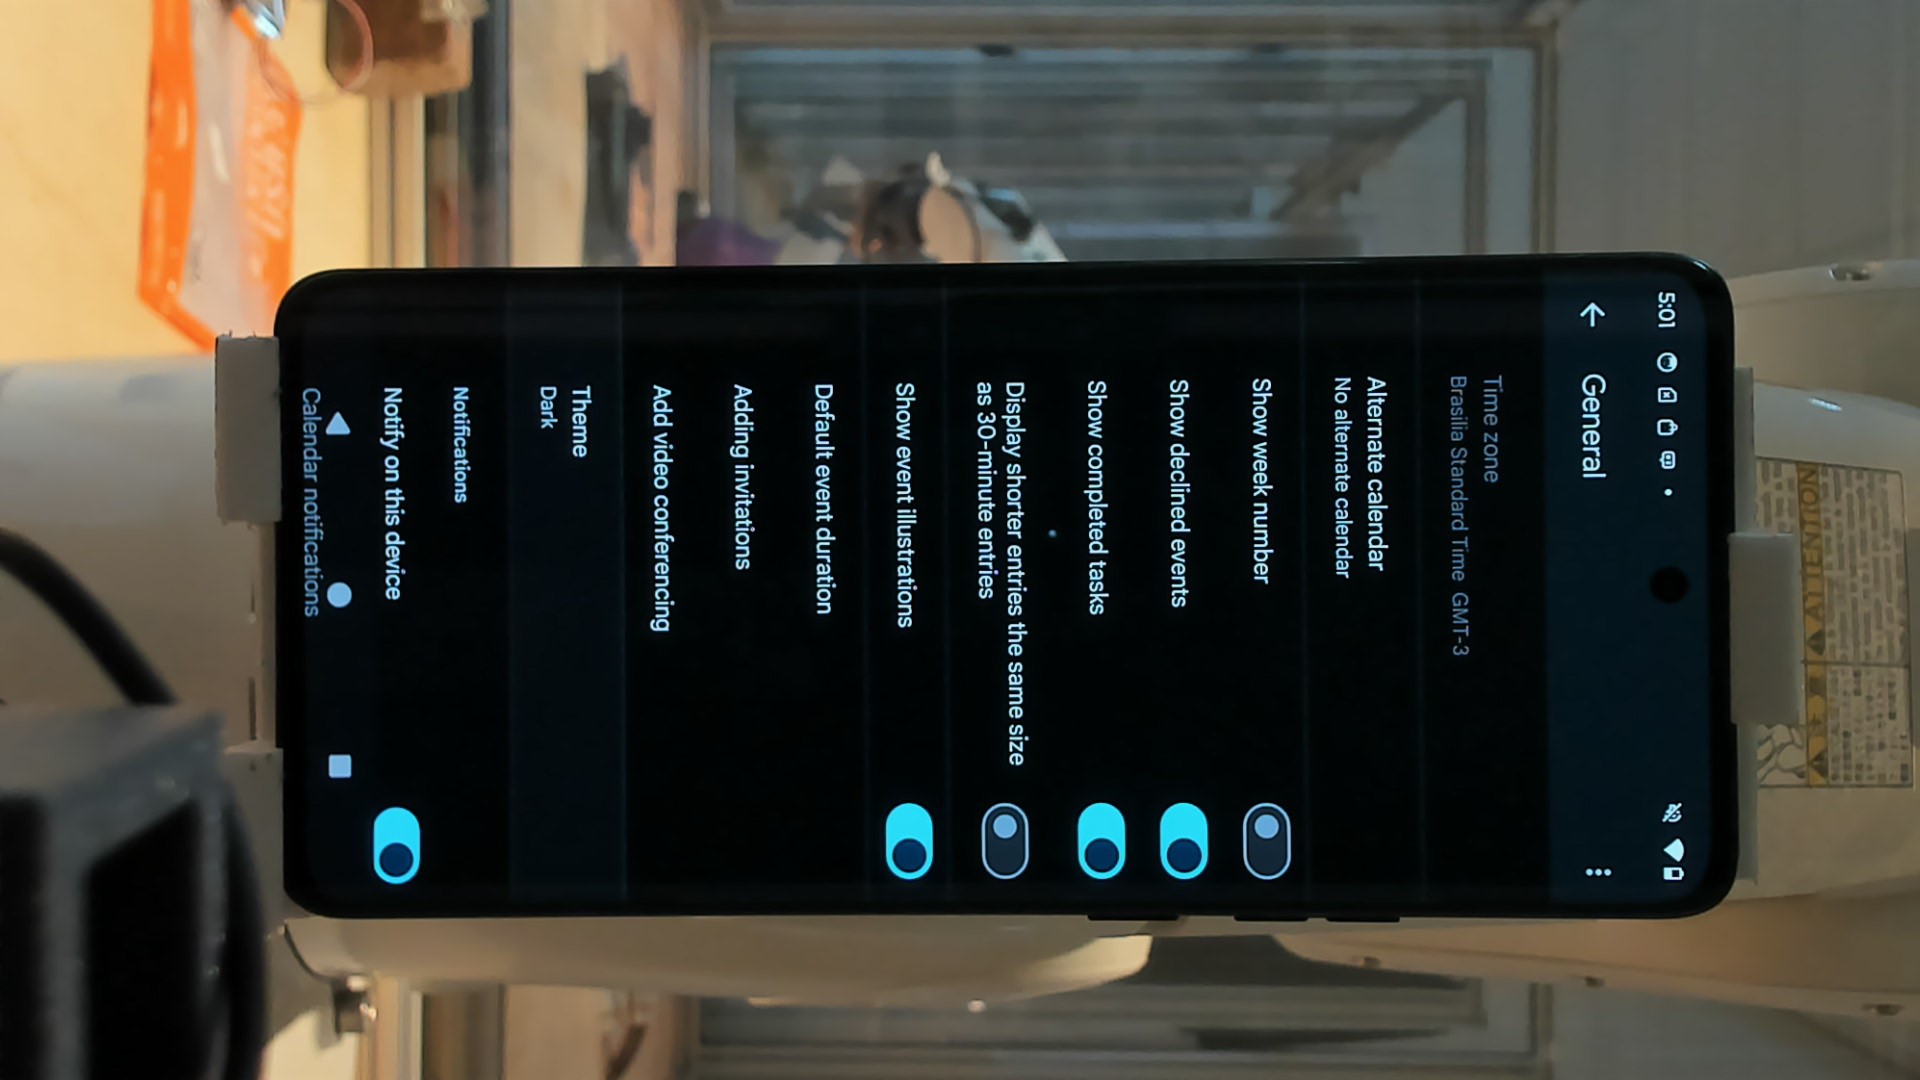 5:01
General
Time zone
Brasilia Standard Time GMT-3
Alternate calendar
No alternate calendar
Show week number
Show declined events
Show completed tasks
Display shorter entries the same size
as 30-minute entries
Show event illustrations
Default event duration
Adding invitations
Add video conferencing
Theme
Dark
Notifications
Notify on this device
Calendar notifications